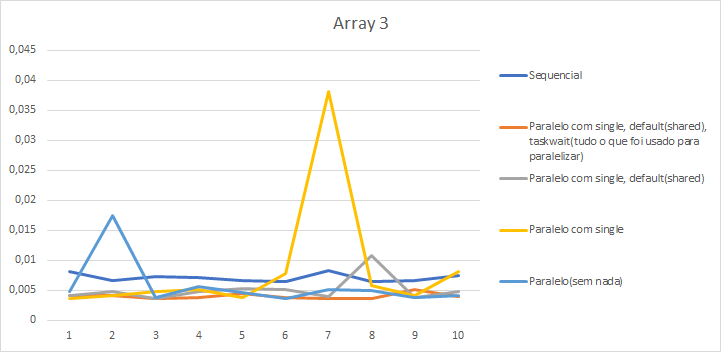 Array 3
0,045
0,04
0,035
0,03
0,025
0,02
0,015
0,01
0,005
0
1 2 3 4 5 6 7 8 9 10
Sequencial
Paralelo com single, default(shared),
taskwait(tudo o que foi usado para
paralelizar)
Paralelo com single, default(shared)
Paralelo com single
Paralelo(sem nada)